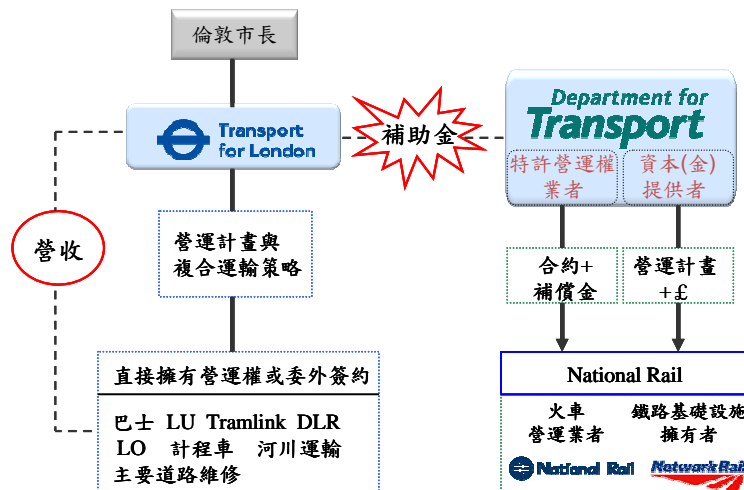 倫敦市長
Transport
for London
補助金
Department for
Transport
特許營運權
業者
資本(金)
提供者
營收
營運計畫與
複合運輸策略
合約+
補償金
營運計畫
+£
直接擁有營運權或委外簽約
巴士 LU Tramlink DLR
LO 計程車 河川運輸
主要道路維修
National Rail
火車
營運業者
鐵路基礎設施
擁有者
National Rail
Network Rail